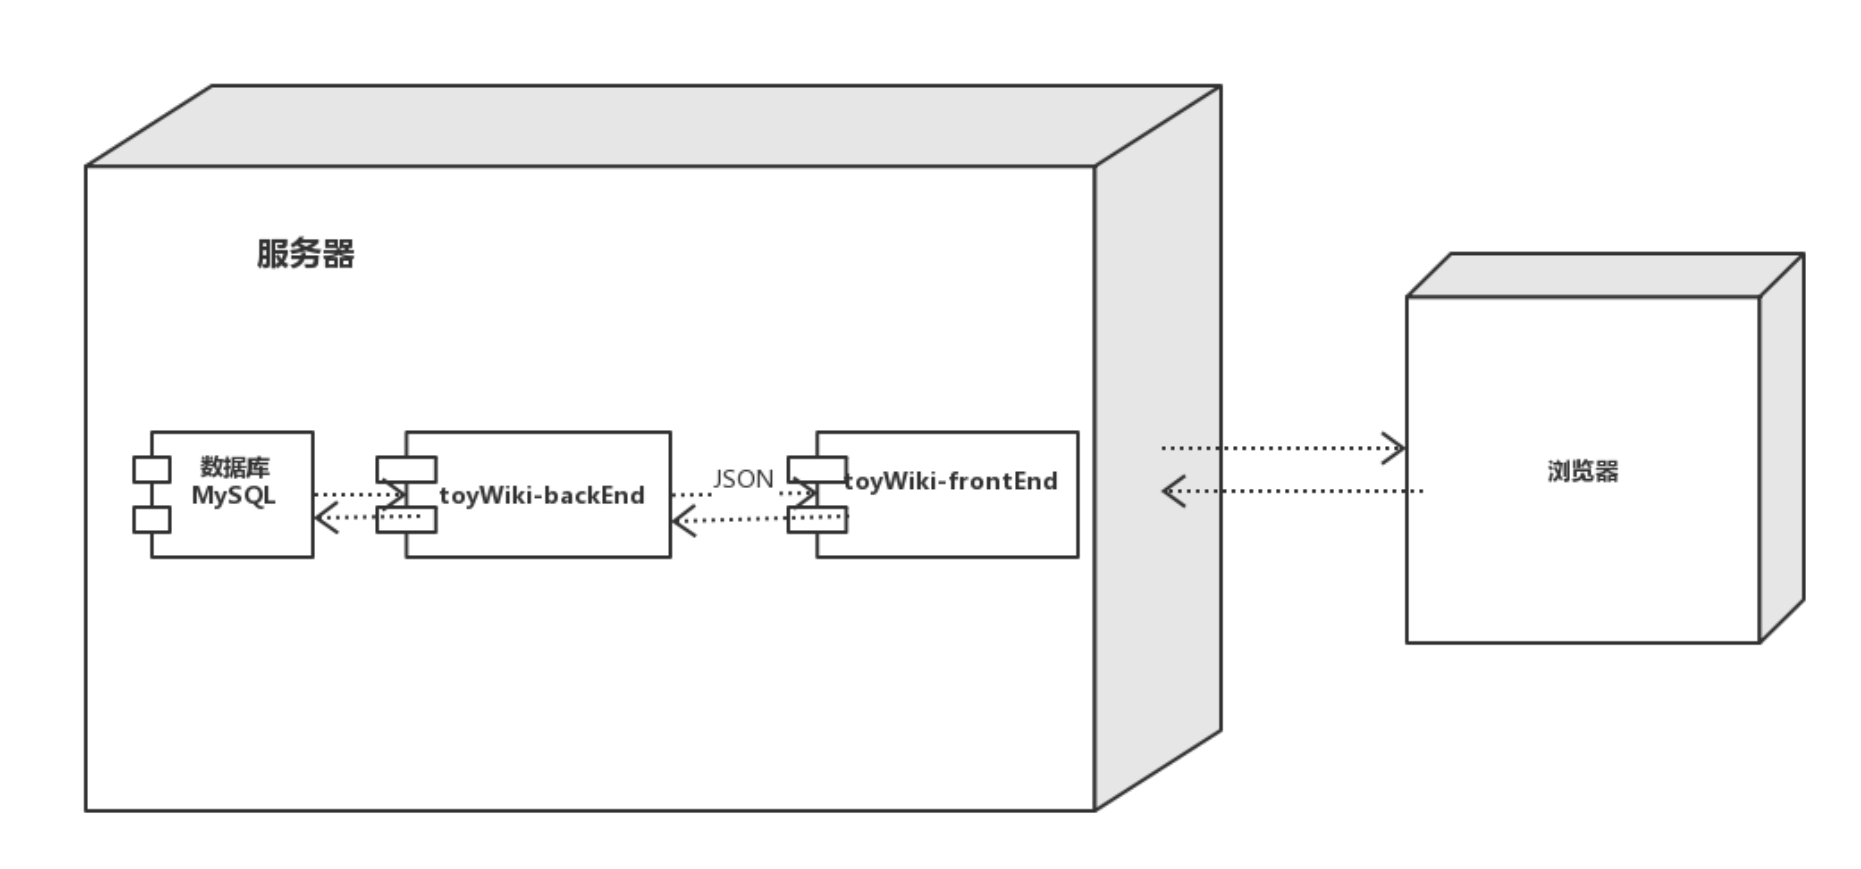 服务器
数据库
MySQL
toyWiki-backEnd
JSON
toyWiki-frontEnd
浏览器